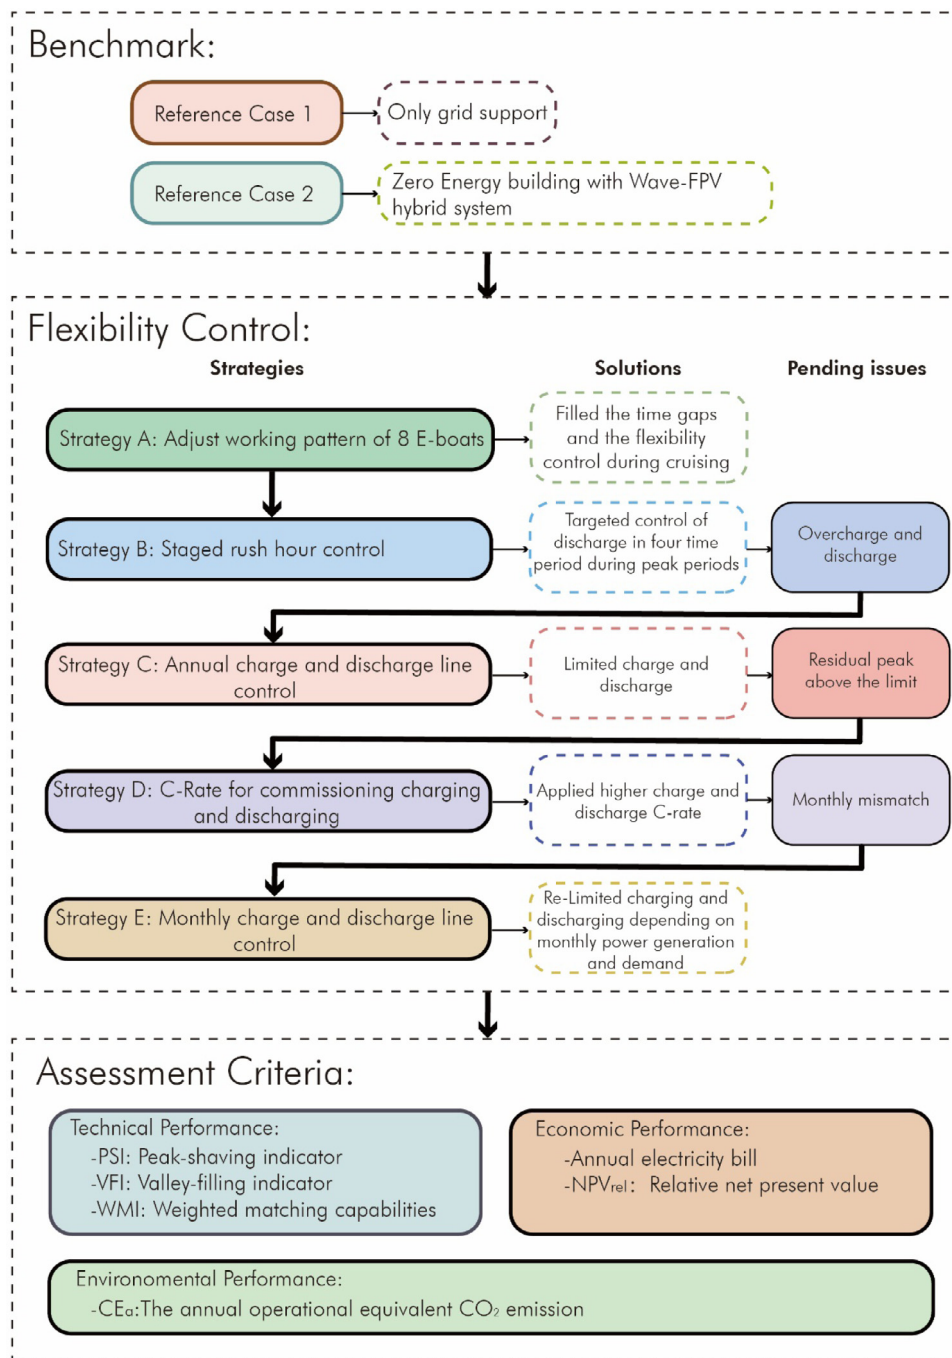 Benchmark:
Reference Case 1
Only grid support
Reference Case 2
Zero Energy building with Wave-FPV
hybrid system
Flexibility Control:
Strategies
Solutions
Pending issues
Strategy A: Adjust working pattern of 8 E-boats
Filled the time gaps
and the flexibility
control during cruising
Strategy B: Staged rush hour control
Targeted control of
discharge in four time
period during peak periods
Overcharge and
discharge
Strategy C: Annual charge and discharge line
control
Limited charge and
discharge
Residual peak
above the limit
Strategy D: C-Rate for commissioning charging
and discharging
Applied higher charge and
discharge C-rate
Monthly mismatch
Strategy E: Monthly charge and discharge line
control
Re-Limited charging and
discharging depending on
monthly power generation
and demand
Assessment Criteria:
Technical Performance:
-PSI: Peak-shaving indicator
-VFI: Valley-filling indicator
-WMI: Weighted matching capabilities
Economic Performance:
-Annual electricity bill
-NPVrel: Relative net present value
Environomental Performance:
-CEa:The annual operational equivalent CO₂ emission